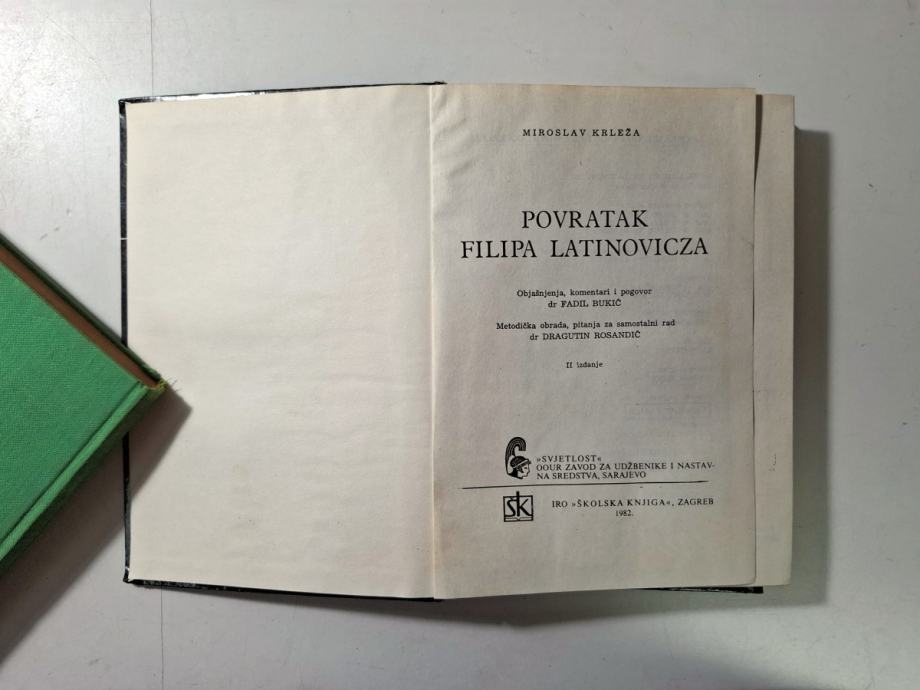 MIROSLAV KRLEŽA
POVRATAK
FILIPA LATINOVICZA
Objašnjenja, komentari i pogovor
dr FADIL BUKIĆ
Metodička obrada, pitanja za samostalni rad
dr DRAGUTIN ROSANDIĆ
II izdanje
»SVJETLOST«
OOUR ZAVOD ZA UDŽBENIKE I NASTAV-
NA SREDSTVA, SARAJEVO
ŠK
IRO »ŠKOLSKA KNJIGA«, ZAGREB
1982.